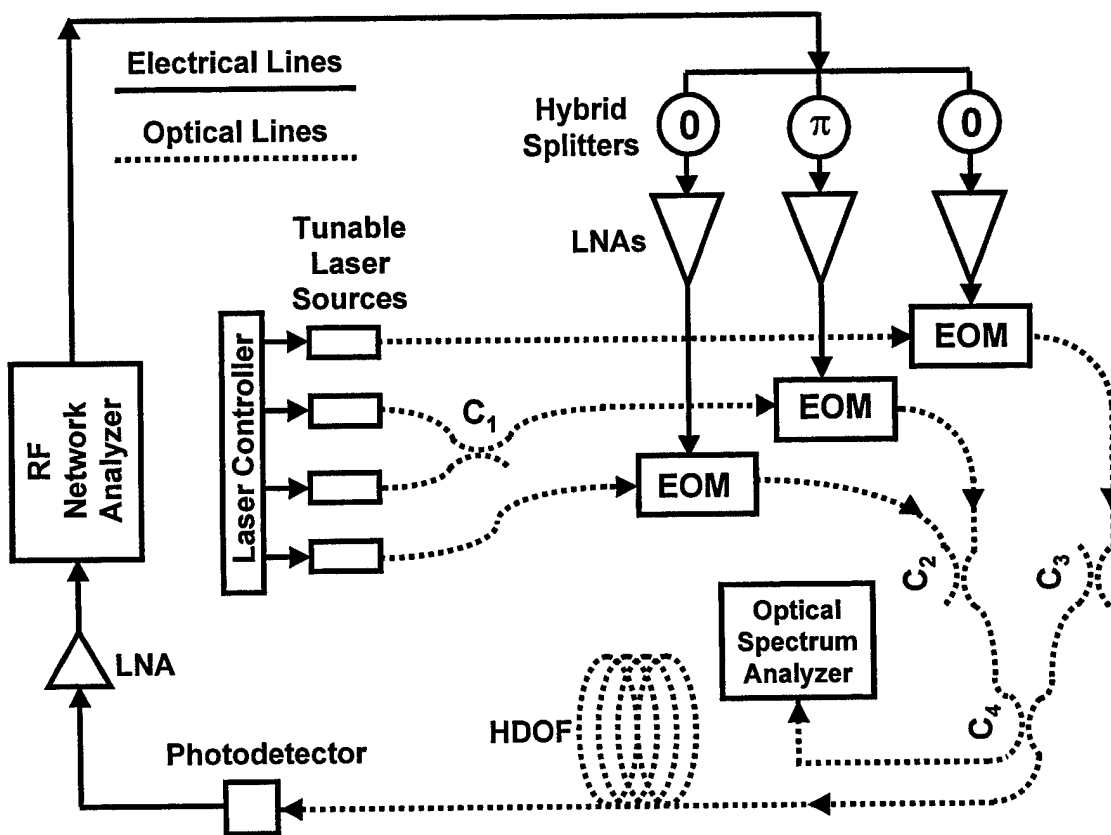 Electrical Lines
Optical Lines
Hybrid
Splitters
0
π
0
LNAs
Tunable
Laser
Sources
Laser Controller
C1
EOM
EOM
EOM
RF
Network
Analyzer
C2
C3
Optical
Spectrum
Analyzer
C4
LNA
HDOF
Photodetector